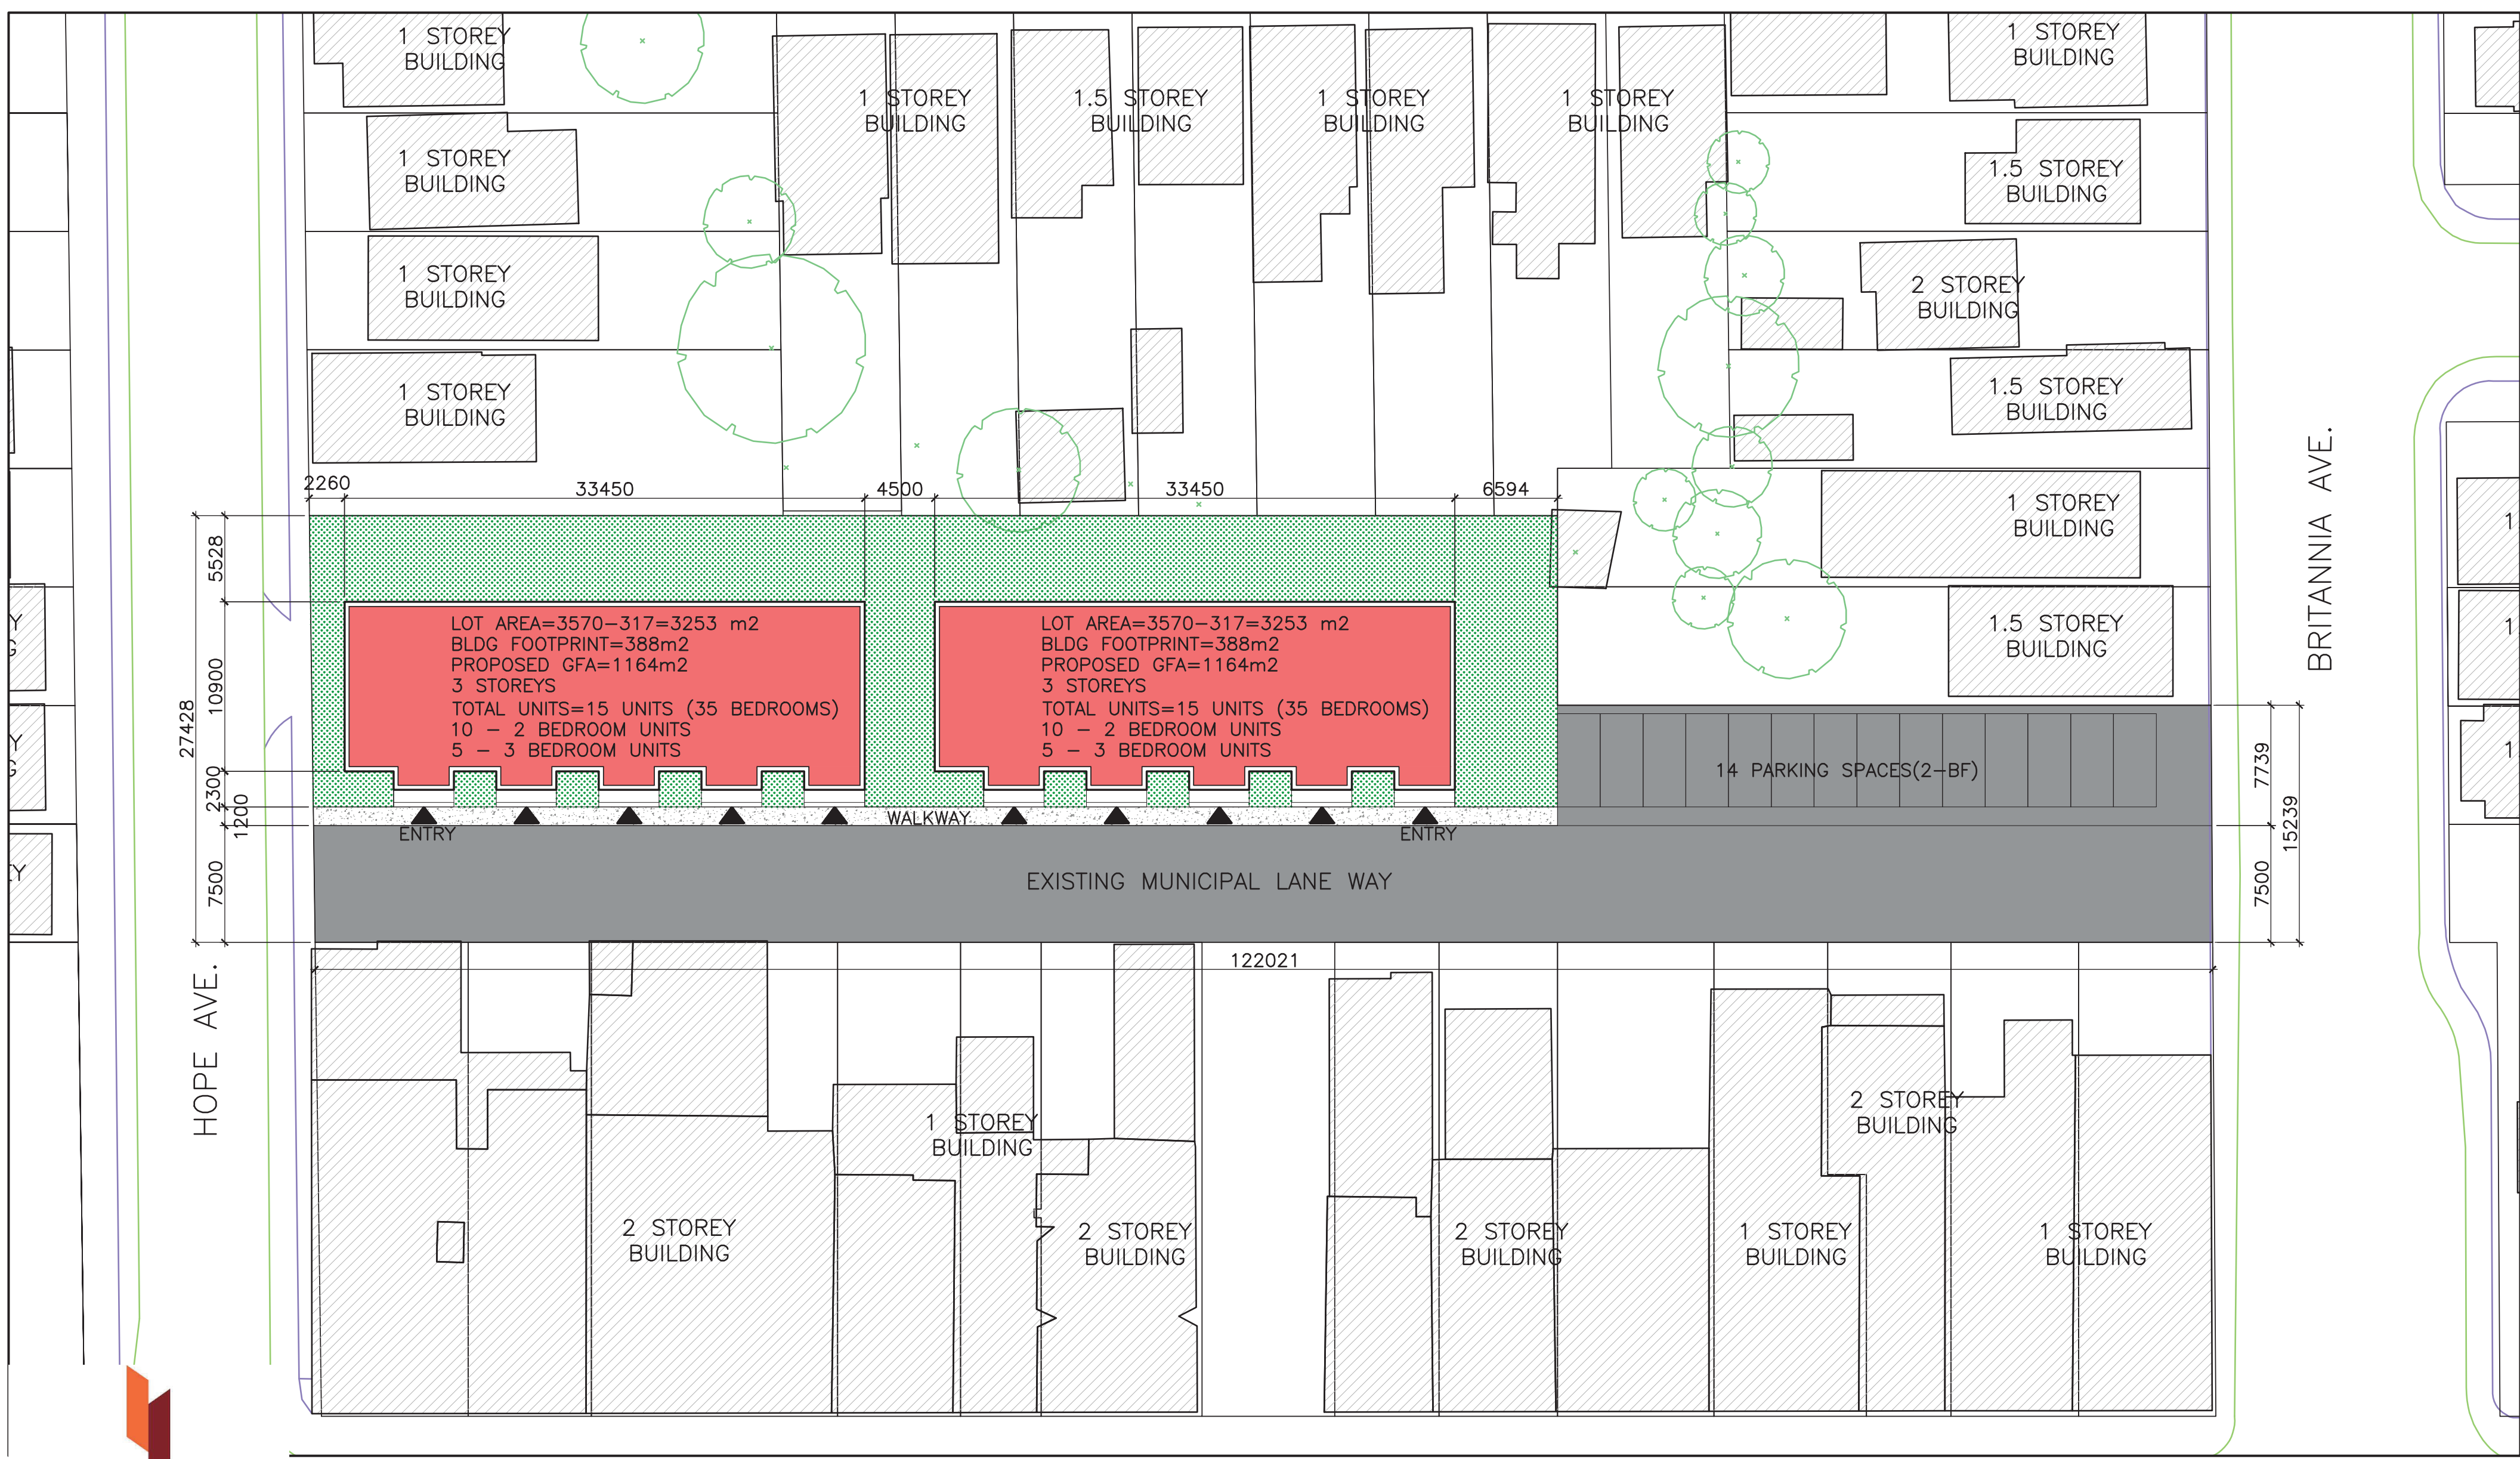 1 STOREY
BUILDING
1 STOREY
BUILDING
1 STOREY
BUILDING
1.5 STOREY
BUILDING
1 STOREY
BUILDING
1 STOREY
BUILDING
1 STOREY
BUILDING
1.5 STOREY
BUILDING
1 STOREY
BUILDING
2 STOREY
BUILDING
1 STOREY
BUILDING
1.5 STOREY
BUILDING
2260
33450
4500
33450
6594
1 STOREY
BUILDING
BRITANNIA AVE.
1
5528
10900
27428
2300
1200
7500
LOT AREA=3570-317=3253 m2
BLDG FOOTPRINT=388m2
PROPOSED GFA=1164m2
3 STOREYS
TOTAL UNITS=15 UNITS (35 BEDROOMS)
10 - 2 BEDROOM UNITS
5 - 3 BEDROOM UNITS
LOT AREA=3570-317=3253 m2
BLDG FOOTPRINT=388m2
PROPOSED GFA=1164m2
3 STOREYS
TOTAL UNITS=15 UNITS (35 BEDROOMS)
10 - 2 BEDROOM UNITS
5 - 3 BEDROOM UNITS
1.5 STOREY
BUILDING
1
1
Y
G
Y
G
EY
14 PARKING SPACES(2-BF)
7739
15239
7500
WALKWAY
ENTRY
ENTRY
EXISTING MUNICIPAL LANE WAY
122021
HOPE AVE.
1 STOREY
BUILDING
2 STOREY
BUILDING
2 STOREY
BUILDING
2 STOREY
BUILDING
2 STOREY
BUILDING
1 STOREY
BUILDING
1 STOREY
BUILDING